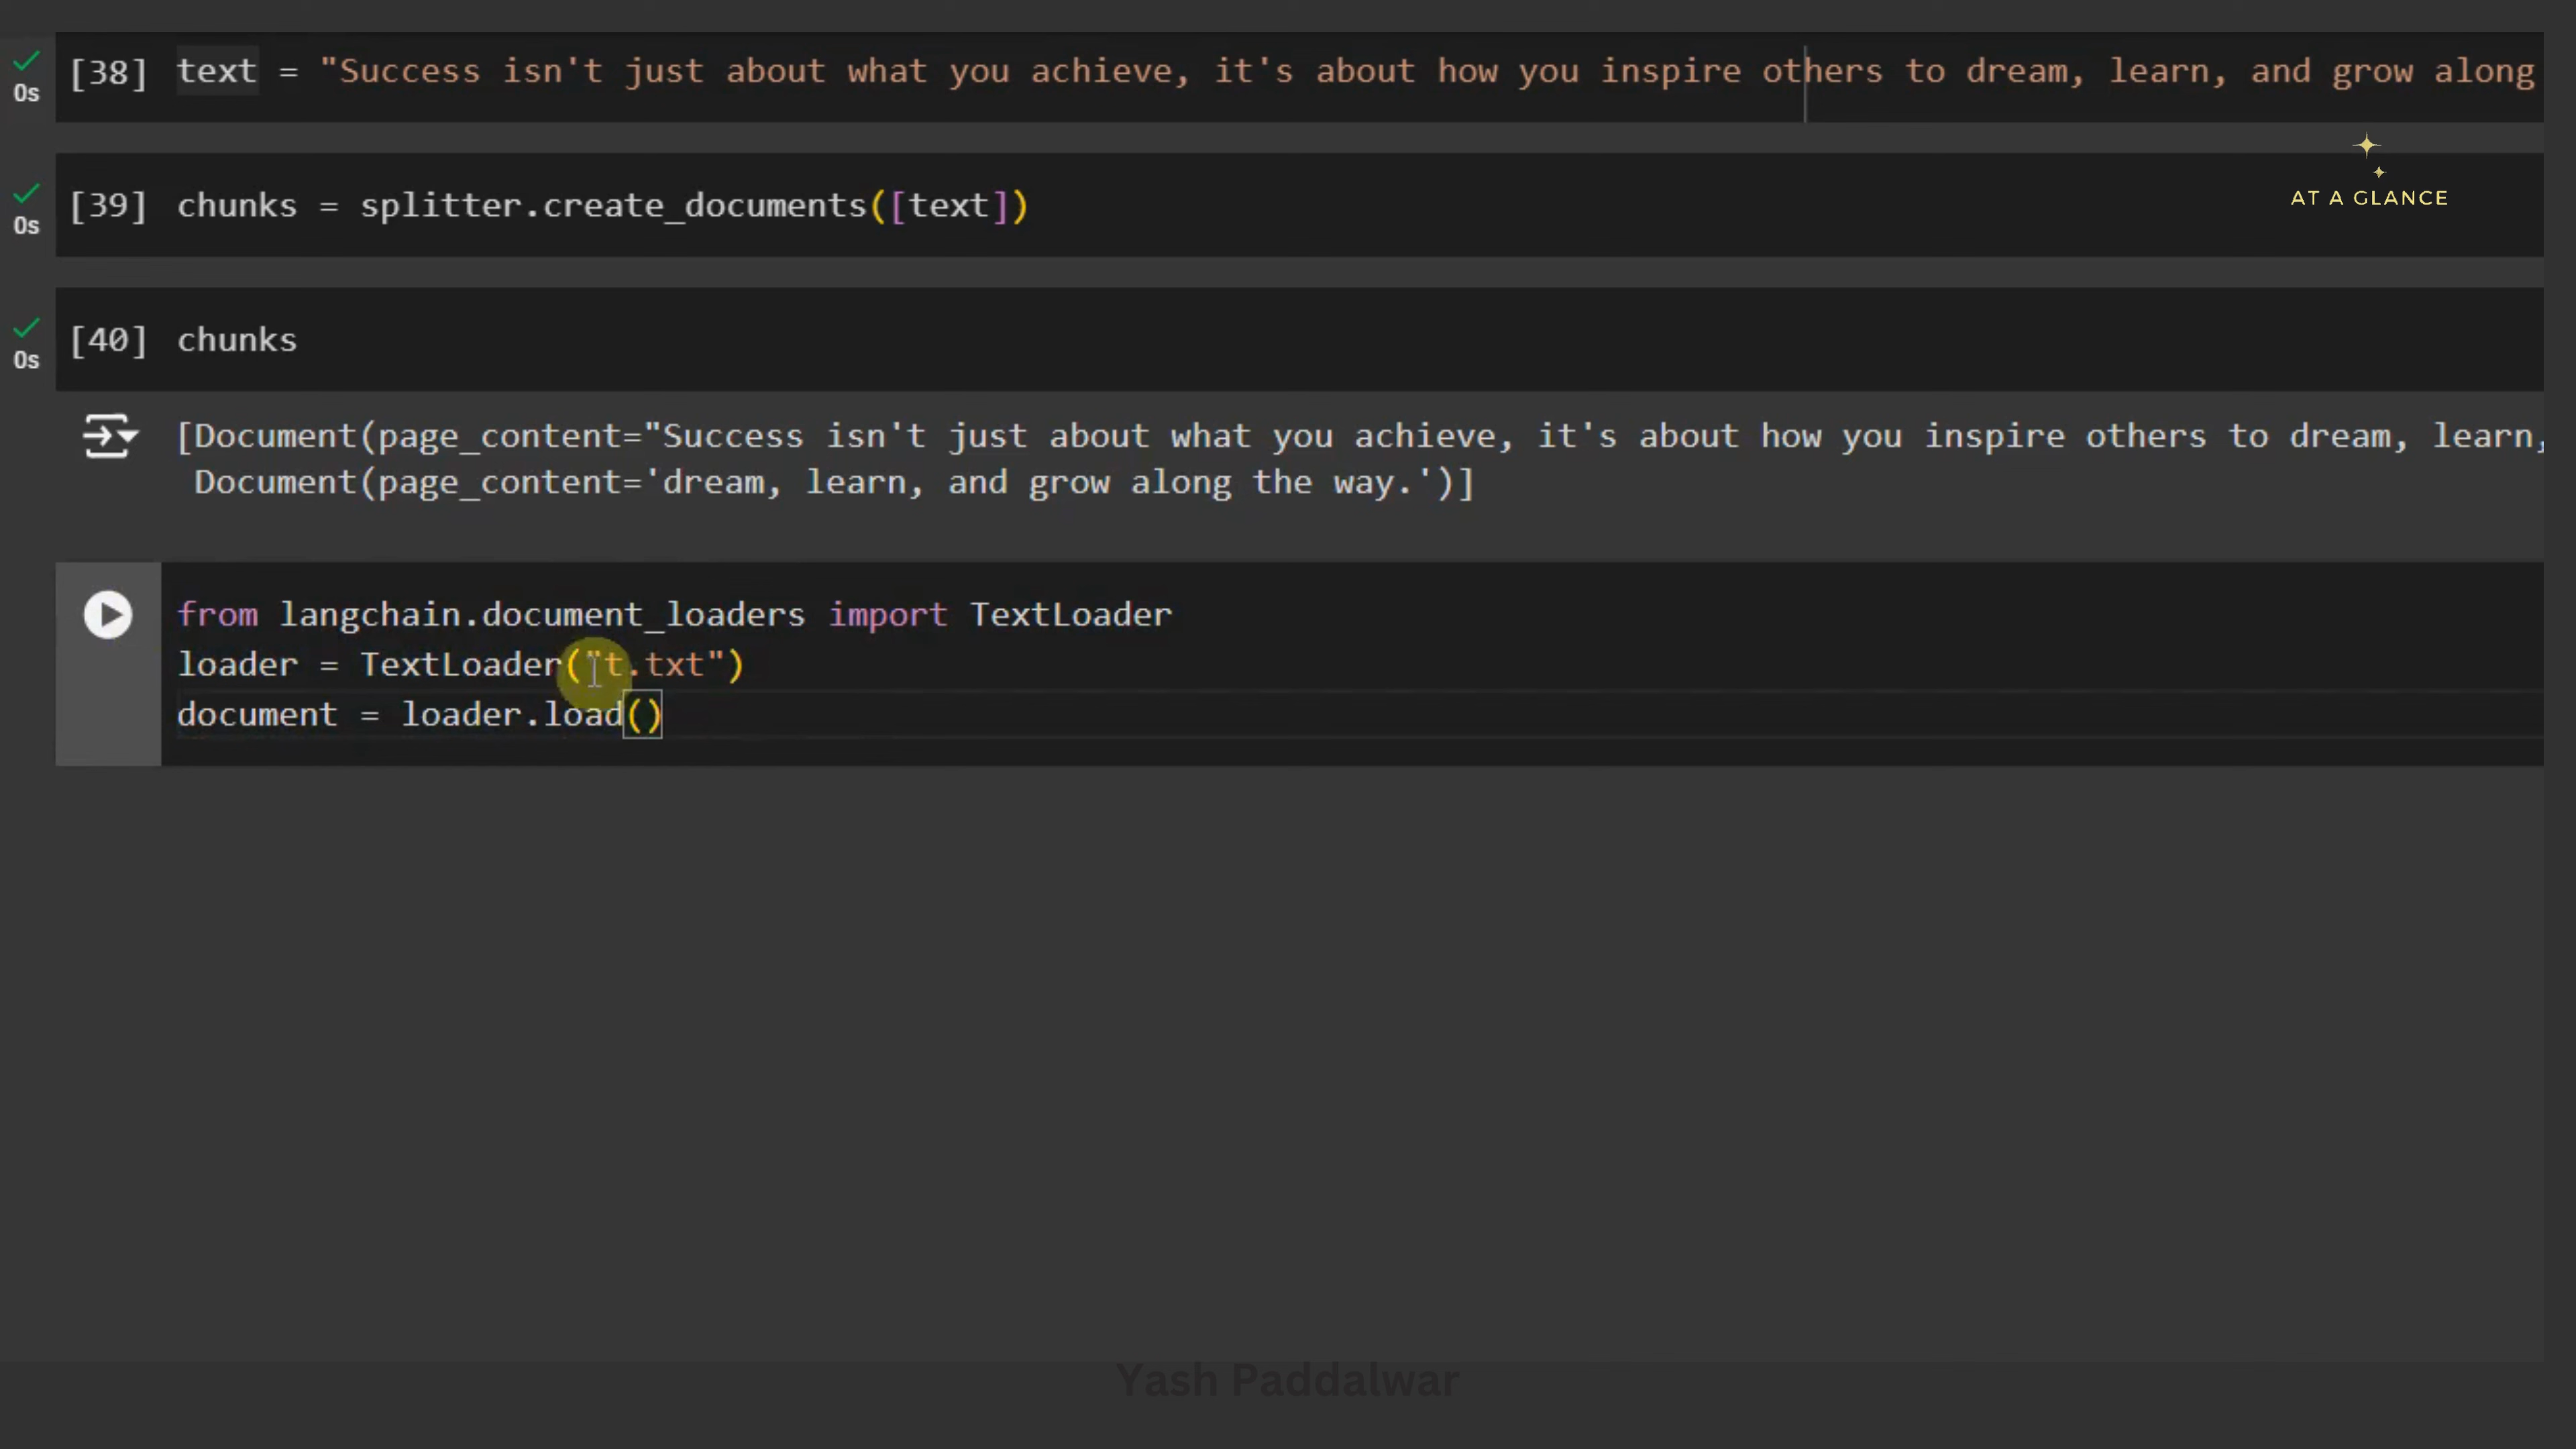 [38] text = "Success isn't just about what you achieve, it's about how you inspire others to dream, learn, and grow along
0s
AT A GLANCE
[39] chunks = splitter.create_documents([text])
0s
[40] chunks
0s
[Document(page_content="Success isn't just about what you achieve, it's about how you inspire others to dream, learn,
Document(page_content='dream, learn, and grow along the way.')]
from langchain.document_loaders import TextLoader
loader = TextLoader("t.txt")
document = loader.load()
Yash Paddalwar